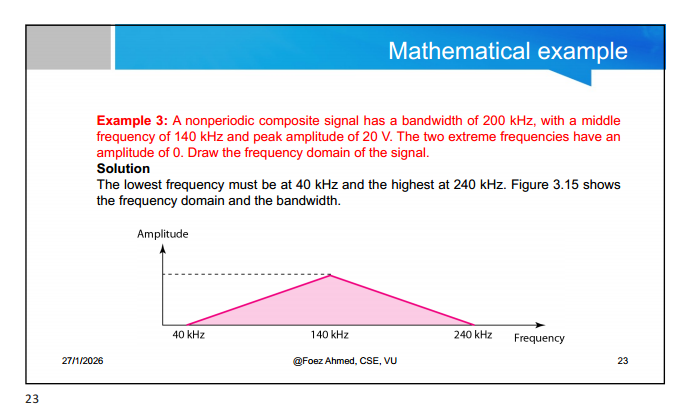 Mathematical example
Example 3: A nonperiodic composite signal has a bandwidth of 200 kHz, with a middle
frequency of 140 kHz and peak amplitude of 20 V. The two extreme frequencies have an
amplitude of 0. Draw the frequency domain of the signal.
Solution
The lowest frequency must be at 40 kHz and the highest at 240 kHz. Figure 3.15 shows
the frequency domain and the bandwidth.
Amplitude
40 kHz 140 kHz 240 kHz Frequency
27/1/2026 @Foez Ahmed, CSE, VU 23
23